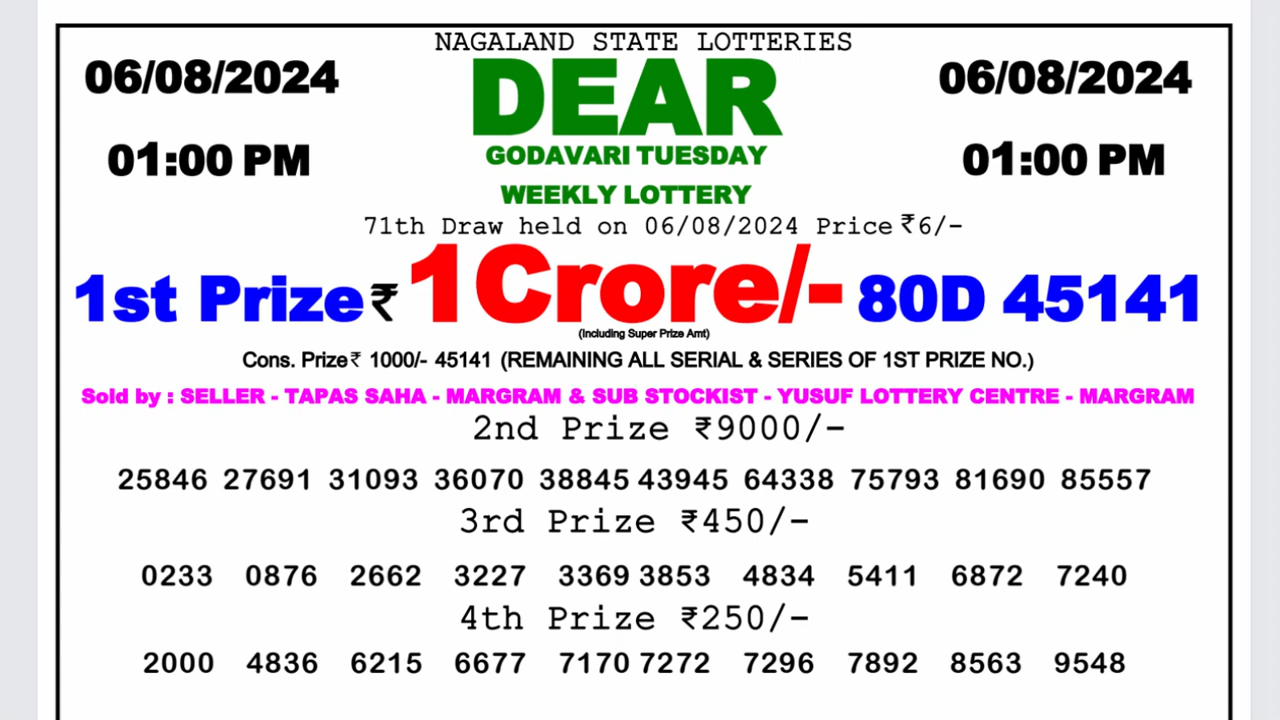 NAGALAND STATE LOTTERIES
06/08/2024 DEAR 06/08/2024
01:00 PM GODAVARI TUESDAY 01:00 PM
WEEKLY LOTTERY
71th Draw held on 06/08/2024 Price ₹6/-
1st Prize ₹ 1Crore/- 80D 45141
(Including Super Prize Amt)
Cons. Prize ₹ 1000/- 45141 (REMAINING ALL SERIAL & SERIES OF 1ST PRIZE NO.)
Sold by : SELLER - TAPAS SAHA - MARGRAM & SUB STOCKIST - YUSUF LOTTERY CENTRE - MARGRAM
2nd Prize ₹9000/-
25846 27691 31093 36070 38845 43945 64338 75793 81690 85557
3rd Prize ₹450/-
0233 0876 2662 3227 3369 3853 4834 5411 6872 7240
4th Prize ₹250/-
2000 4836 6215 6677 7170 7272 7296 7892 8563 9548